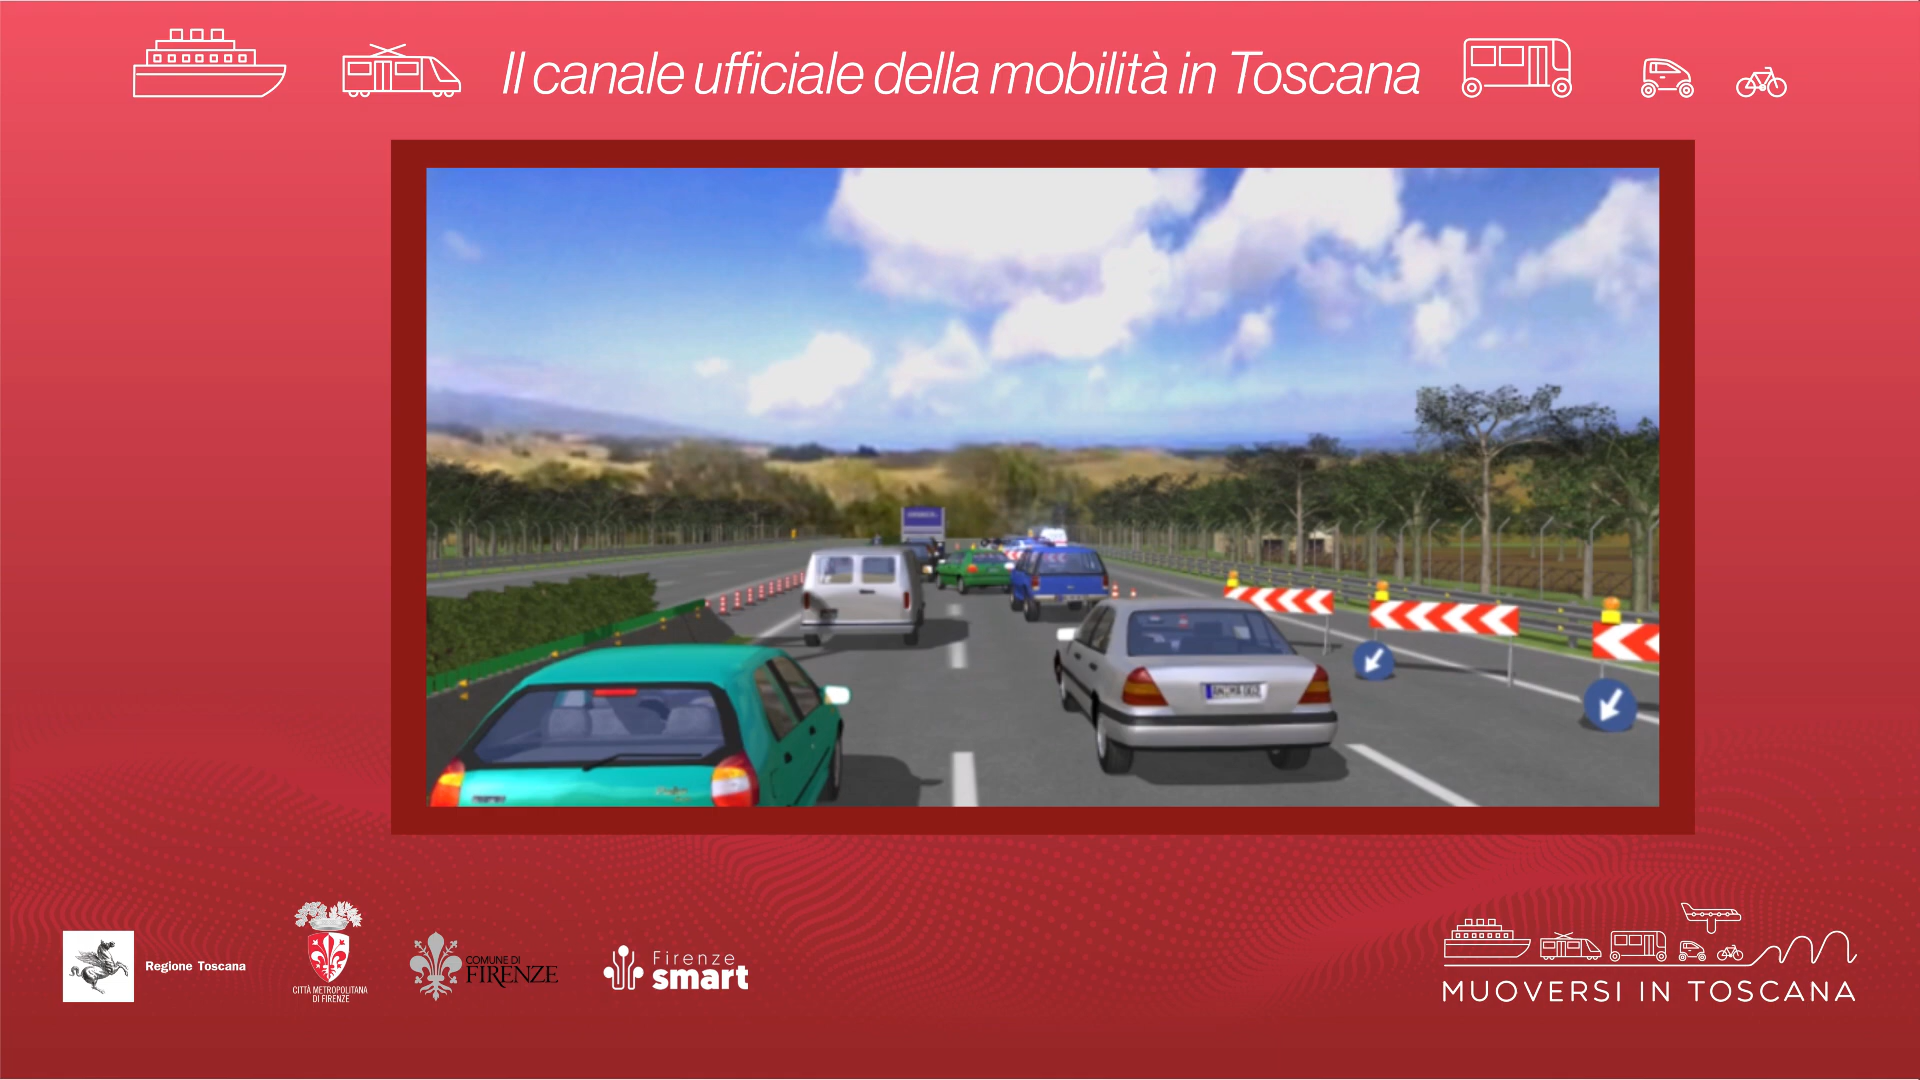 Il canale ufficiale della mobilità in Toscana
Regione Toscana
CITTÀ METROPOLITANA
DI FIRENZE
COMUNE DI
FIRENZE
Firenze
smart
MUOVERSI IN TOSCANA